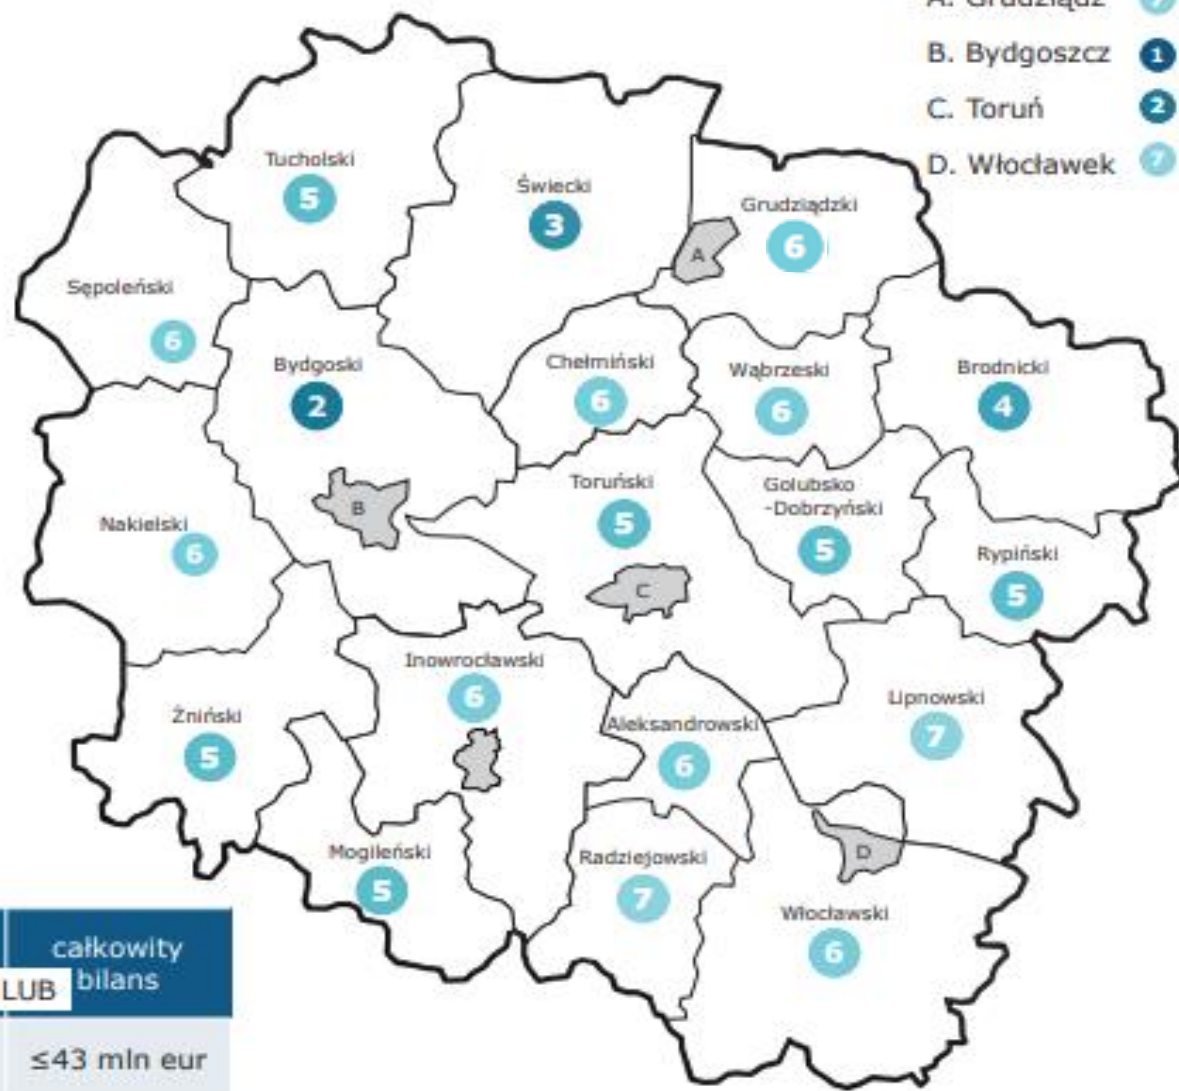 A. Grudziądz 7
B. Bydgoszcz 1
C. Toruń 2
D. Włocławek 7
Tucholski
5
Świecki
3
Grudziądzki
6
A
Sępoleński
6
Bydgoski
2
Chełmiński
6
Wąbrzeski
6
Brodnicki
4
Nakielski
6
B
Toruński
5
Golubsko
-Dobrzyński
5
Rypiński
5
C
Inowrocławski
6
Żniński
5
Aleksandrowski
6
Lipnowski
7
Mogileński
5
Radziejowski
7
D
Włocławski
6
całkowity
LUB bilans
≤43 mln eur